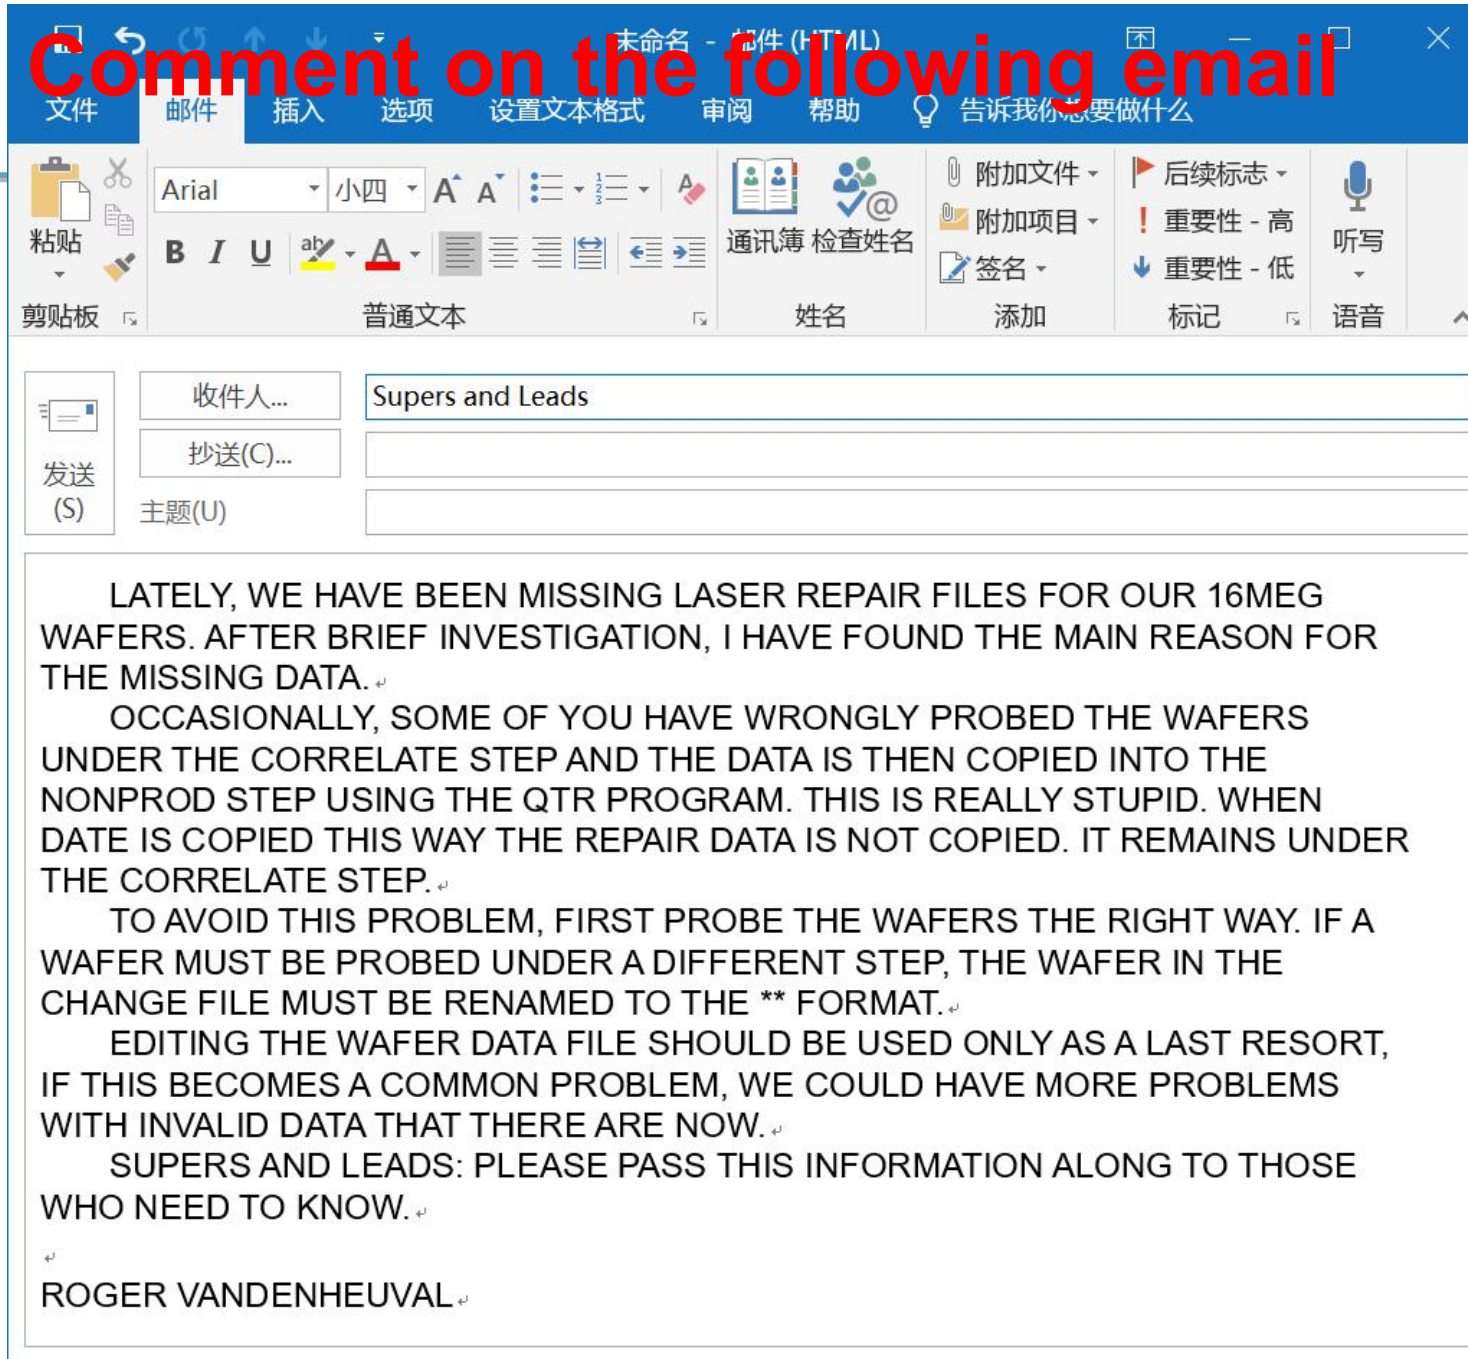 Comment on the following email
未命名 - 邮件 (HTML)
文件 邮件 插入 选项 设置文本格式 审阅 帮助 告诉我你想要做什么
粘贴
剪贴板
Arial 小四 A A
B I U ab A
普通文本
通讯簿 检查姓名
姓名
附加文件
附加项目
签名
添加
后续标志
! 重要性 - 高
重要性 - 低
标记
听写
语音
发送
(S)
收件人... Supers and Leads
抄送(C)...
主题(U)
LATELY, WE HAVE BEEN MISSING LASER REPAIR FILES FOR OUR 16MEG
WAFERS. AFTER BRIEF INVESTIGATION, I HAVE FOUND THE MAIN REASON FOR
THE MISSING DATA.
OCCASIONALLY, SOME OF YOU HAVE WRONGLY PROBED THE WAFERS
UNDER THE CORRELATE STEP AND THE DATA IS THEN COPIED INTO THE
NONPROD STEP USING THE QTR PROGRAM. THIS IS REALLY STUPID. WHEN
DATE IS COPIED THIS WAY THE REPAIR DATA IS NOT COPIED. IT REMAINS UNDER
THE CORRELATE STEP.
TO AVOID THIS PROBLEM, FIRST PROBE THE WAFERS THE RIGHT WAY. IF A
WAFER MUST BE PROBED UNDER A DIFFERENT STEP, THE WAFER IN THE
CHANGE FILE MUST BE RENAMED TO THE ** FORMAT.
EDITING THE WAFER DATA FILE SHOULD BE USED ONLY AS A LAST RESORT,
IF THIS BECOMES A COMMON PROBLEM, WE COULD HAVE MORE PROBLEMS
WITH INVALID DATA THAT THERE ARE NOW.
SUPERS AND LEADS: PLEASE PASS THIS INFORMATION ALONG TO THOSE
WHO NEED TO KNOW.
ROGER VANDENHEUVAL